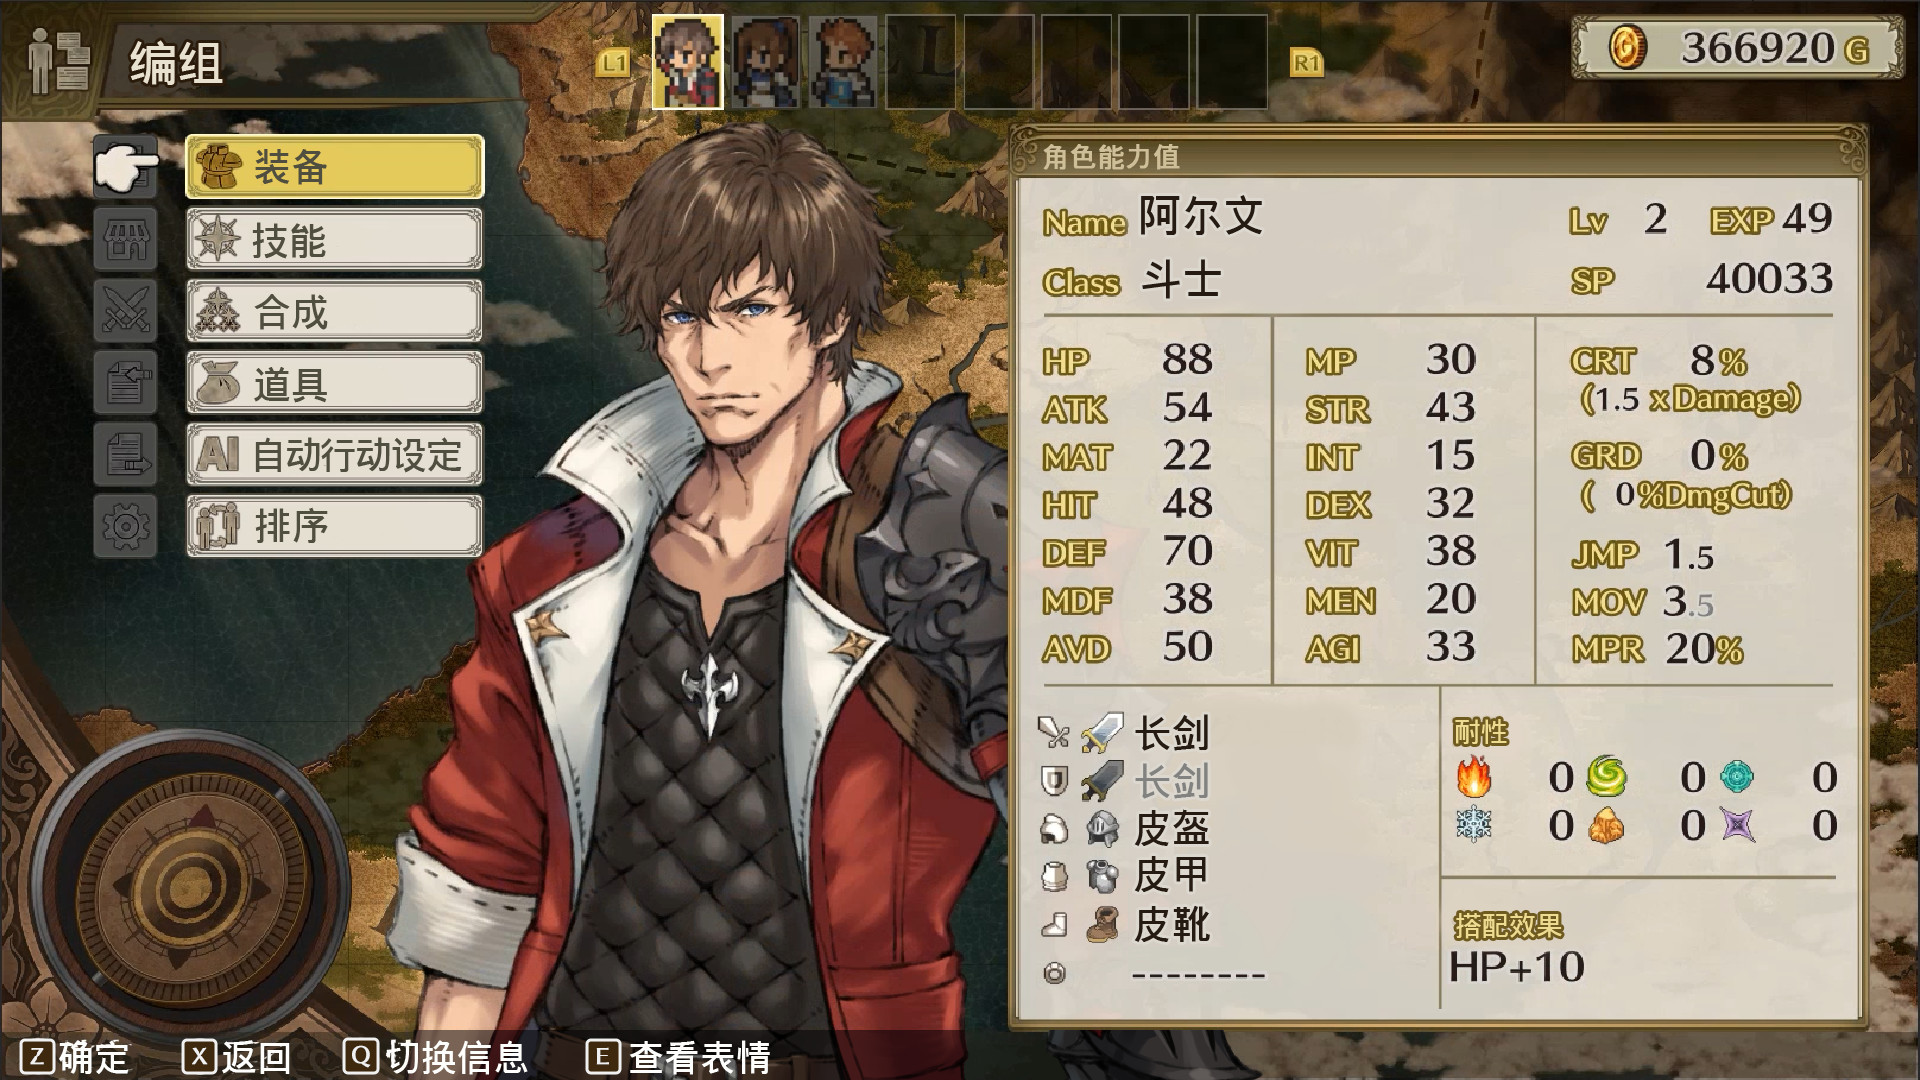 编组
L1
R1
366920 G
装备
技能
合成
道具
AI 自动行动设定
排序
角色能力值
Name 阿尔文 Lv 2 EXP 49
Class 斗士 SP 40033
HP 88 MP 30 CRT 8%
(1.5 x Damage)
ATK 54 STR 43
MAT 22 INT 15 GRD 0%
( 0%DmgCut)
HIT 48 DEX 32
DEF 70 VIT 38 JMP 1.5
MDF 38 MEN 20 MOV 3.5
AVD 50 AGI 33 MPR 20%
长剑
长剑
皮盔
皮甲
皮靴
--------
耐性
0 0 0
0 0 0
搭配效果
HP+10
Z 确定 X 返回 Q 切换信息 E 查看表情